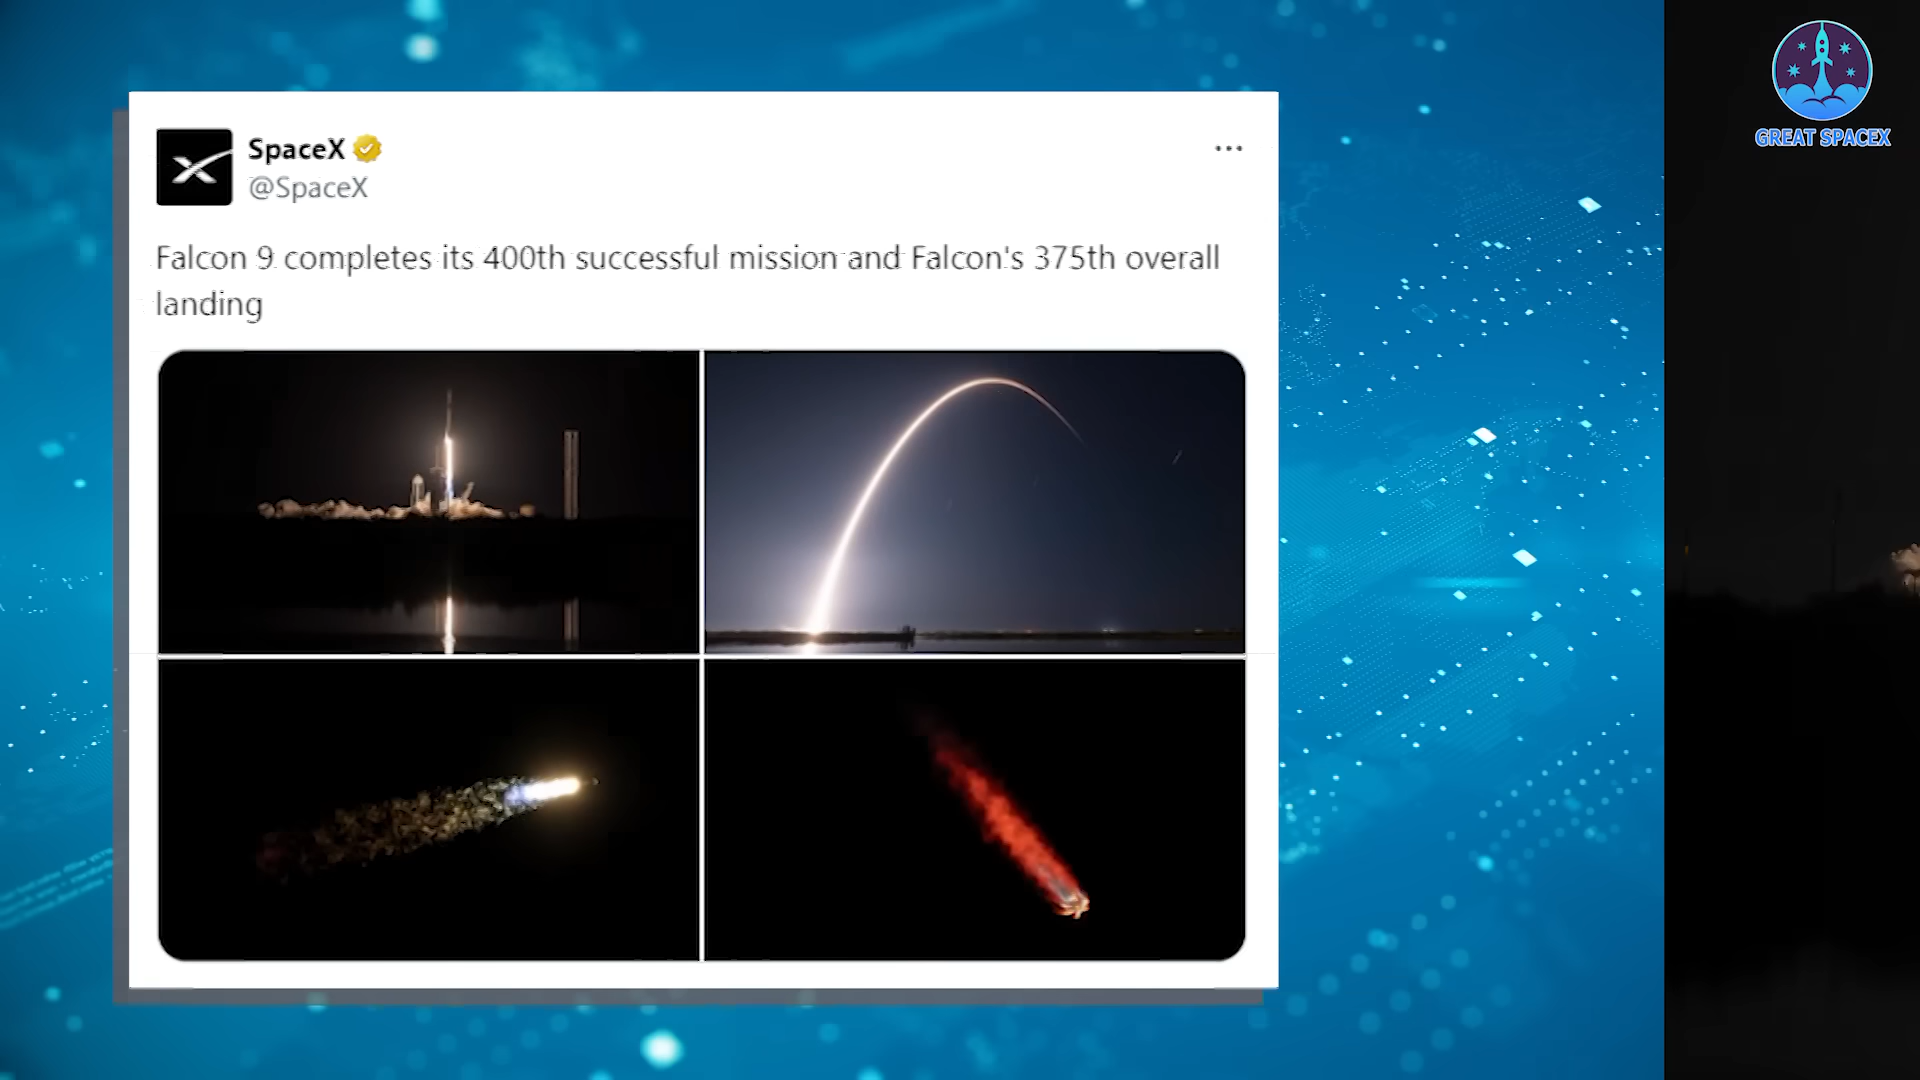 SpaceX
@SpaceX
Falcon 9 completes its 400th successful mission and Falcon's 375th overall
landing
GREAT SPACEX